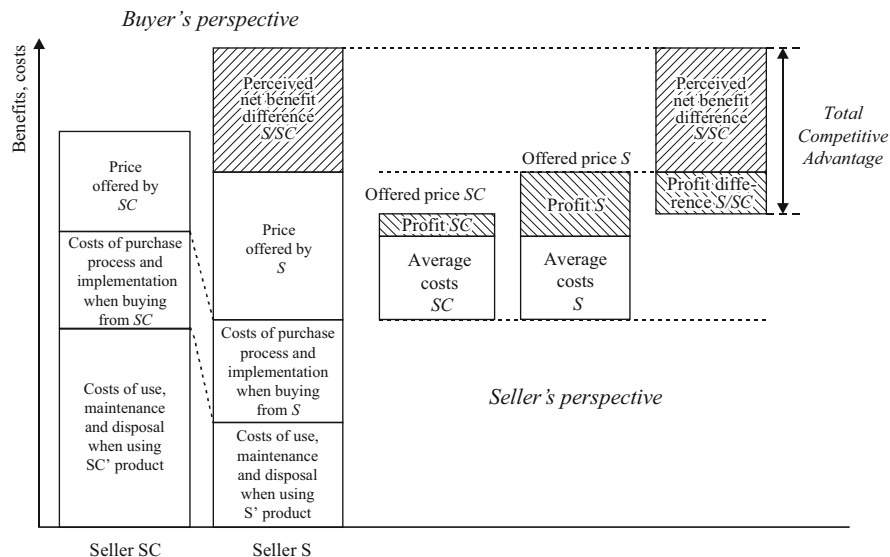 Buyer's perspective
Benefits, costs
Price
offered by
SC
Costs of purchase
process and
implementation
when buying
from SC
Costs of use,
maintenance
and disposal
when using
SC' product
Seller SC
Perceived
net benefit
difference
S/SC
Price
offered by
S
Costs of purchase
process and
implementation
when buying
from S
Costs of use,
maintenance
and disposal
when using
S' product
Seller S
Offered price SC
Profit SC
Average
costs
SC
Offered price S
Profit S
Average
costs
S
Perceived
net benefit
difference
S/SC
Profit diffe-
rence S/SC
Total
Competitive
Advantage
Seller's perspective